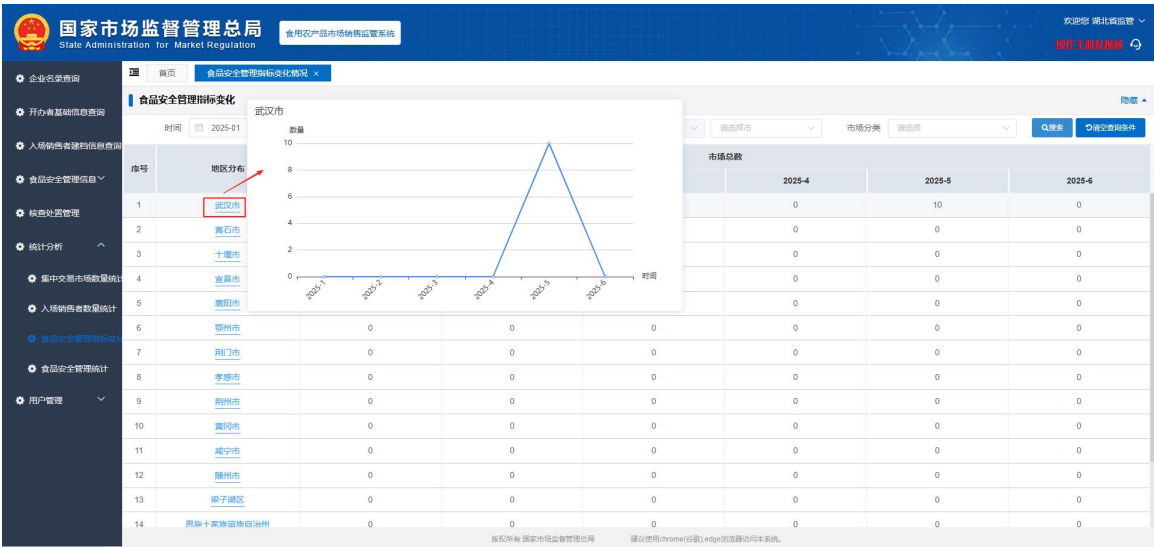 国家市场监督管理总局
State Administration for Market Regulation
食用农产品市场销售监管系统
欢迎您 湖北省监管
操作手册及视频
企业名录查询
开办者基础信息查询
入场销售者建档信息查询
食品安全管理信息
核查处置管理
统计分析
集中交易市场数量统计
入场销售者数量统计
食品安全管理指标变化
食品安全管理统计
用户管理
首页 食品安全管理指标变化情况 ×
食品安全管理指标变化 隐藏
时间 2025-01 请选择市 市场分类 请选择 搜索 清空查询条件
武汉市
数量
10
8
6
4
2
0
时间
2025-1 2025-2 2025-3 2025-4 2025-5 2025-6
序号 地区分布 市场总数
2025-4 2025-5 2025-6
1 武汉市 0 10 0
2 黄石市 0 0 0
3 十堰市 0 0 0
4 宜昌市 0 0 0
5 襄阳市 0 0 0
6 鄂州市 0 0 0 0 0 0
7 荆门市 0 0 0 0 0 0
8 孝感市 0 0 0 0 0 0
9 荆州市 0 0 0 0 0 0
10 黄冈市 0 0 0 0 0 0
11 咸宁市 0 0 0 0 0 0
12 随州市 0 0 0 0 0 0
13 梁子湖区 0 0 0 0 0 0
14 恩施土家族苗族自治州 0 0 0 0 0 0
版权所有 国家市场监督管理总局 建议使用chrome(谷歌),edge浏览器访问本系统。